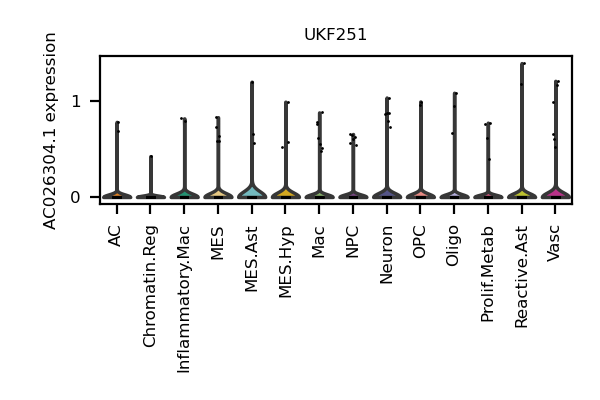 UKF251
AC026304.1 expression
1
0
AC
Chromatin.Reg
Inflammatory.Mac
MES
MES.Ast
MES.Hyp
Mac
NPC
Neuron
OPC
Oligo
Prolif.Metab
Reactive.Ast
Vasc